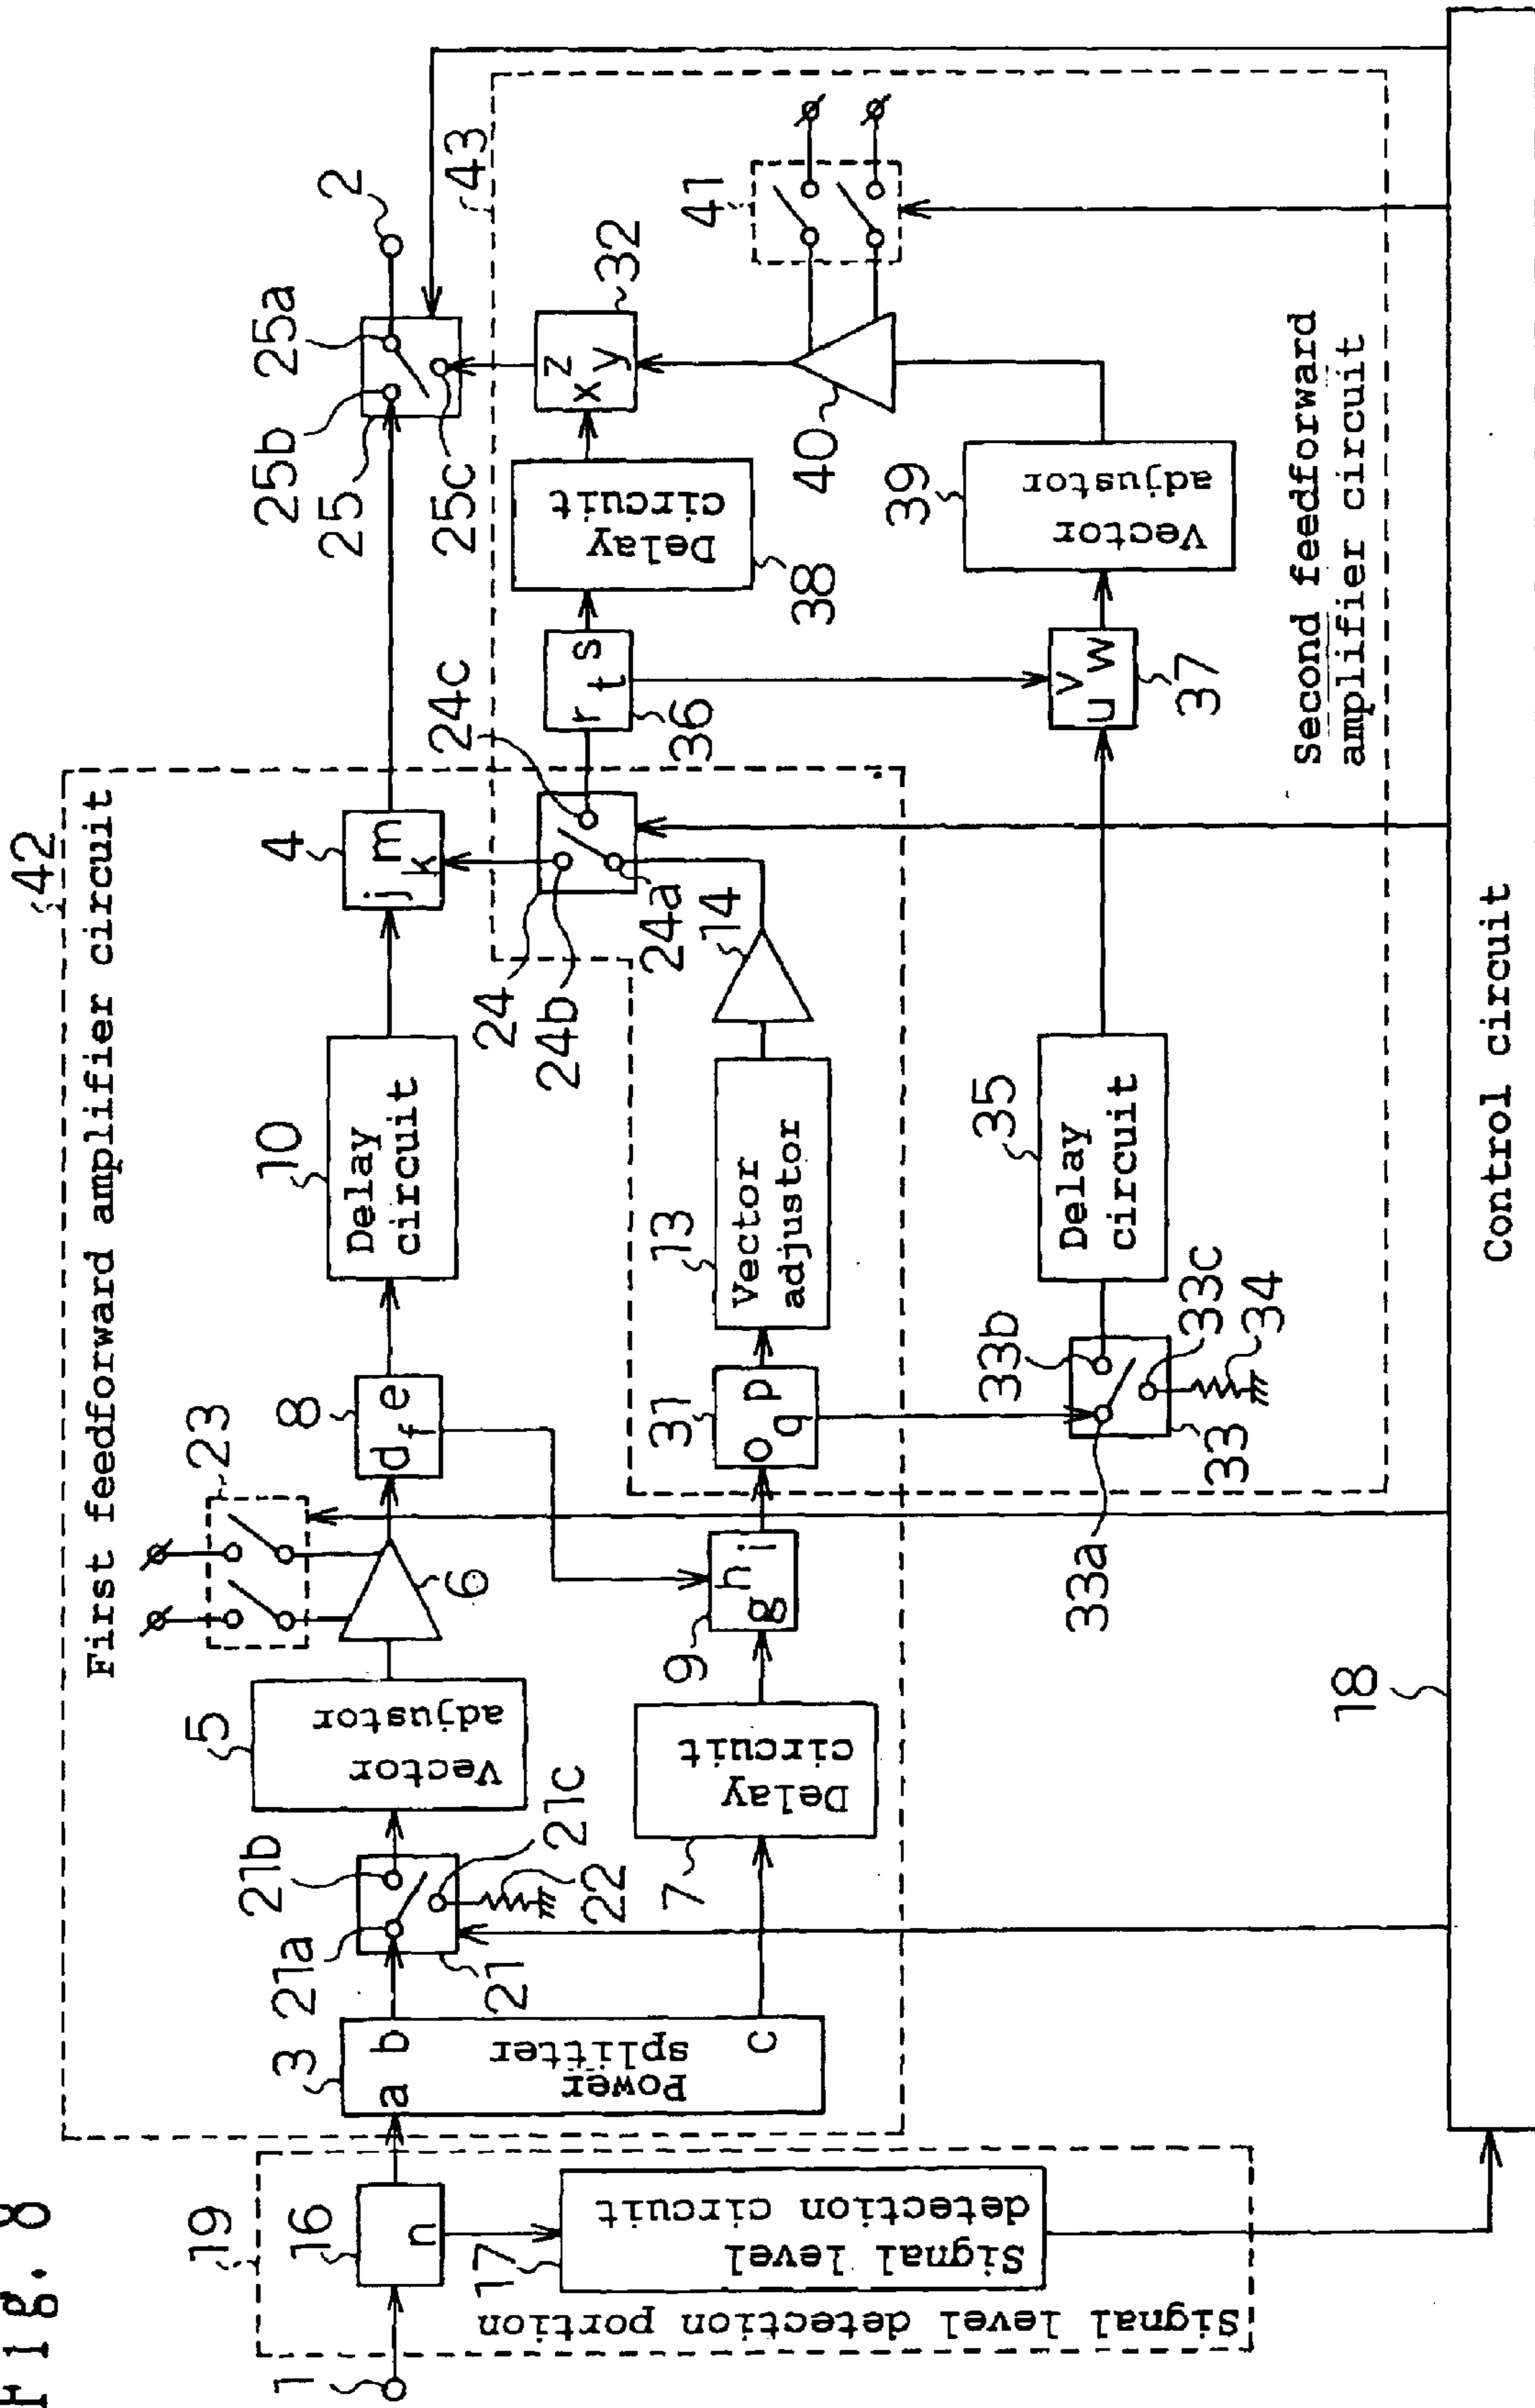 Fig. 8
42
First feedforward amplifier circuit
23
19
16
n
1
17
Signal level
detection circuit
Signal level detection portion
3
a
b
c
Power
splitter
21a
21b
21
21c
22
5
Vector
adjustor
6
8
d
e
f
10
Delay
circuit
4
j
m
k
25b
25a
25
25c
2
43
7
Delay
circuit
9
g
h
i
31
o
p
q
13
Vector
adjustor
14
24
24b
24a
24c
36
r
s
t
38
Delay
circuit
32
x
z
y
41
40
33a
33b
33
33c
34
35
Delay
circuit
37
u
v
w
39
Vector
adjustor
Second feedforward
amplifier circuit
18
Control circuit